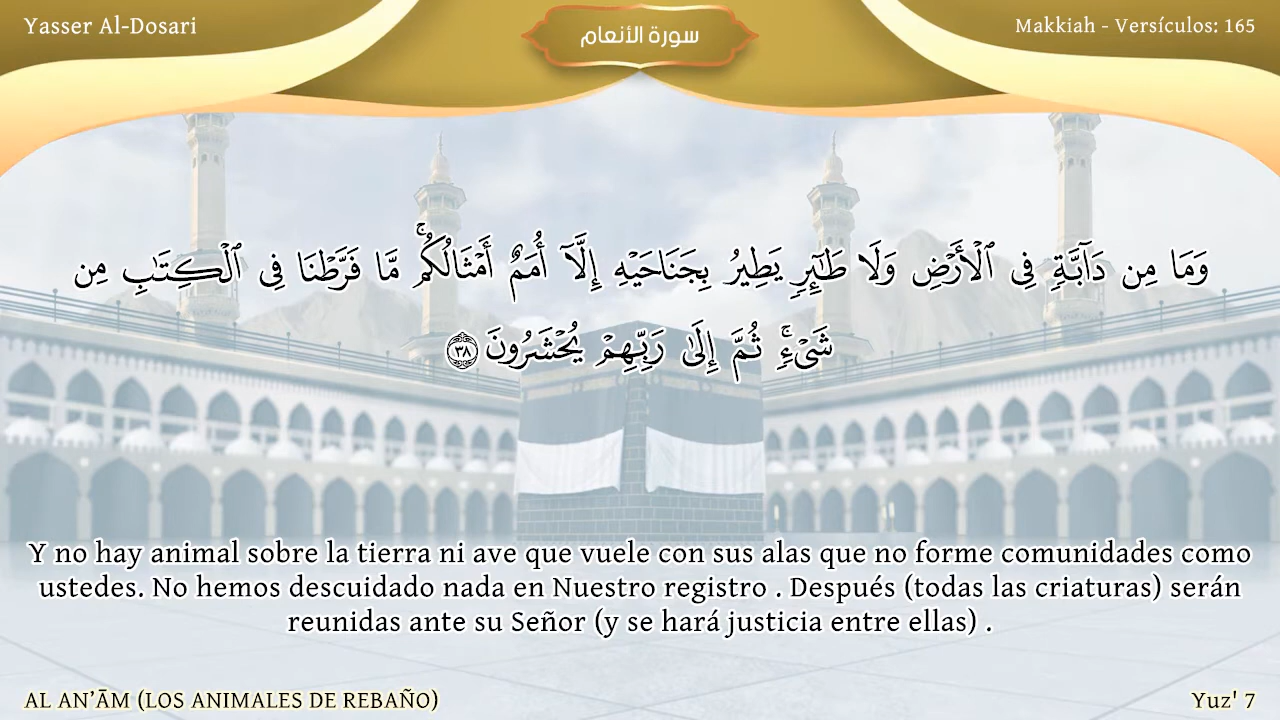 Yasser Al-Dosari
سورة الأنعام
Makkiah - Versículos: 165
وَمَا مِن دَآبَّةٖ فِي ٱلۡأَرۡضِ وَلَا طَٰٓئِرٖ يَطِيرُ بِجَنَاحَيۡهِ إِلَّآ أُمَمٌ أَمۡثَالُكُمۚ مَّا فَرَّطۡنَا فِي ٱلۡكِتَٰبِ مِن
شَيۡءٖۚ ثُمَّ إِلَىٰ رَبِّهِمۡ يُحۡشَرُونَ ٣٨
Y no hay animal sobre la tierra ni ave que vuele con sus alas que no forme comunidades como
ustedes. No hemos descuidado nada en Nuestro registro . Después (todas las criaturas) serán
reunidas ante su Señor (y se hará justicia entre ellas) .
AL AN’ĀM (LOS ANIMALES DE REBAÑO)
Yuz' 7